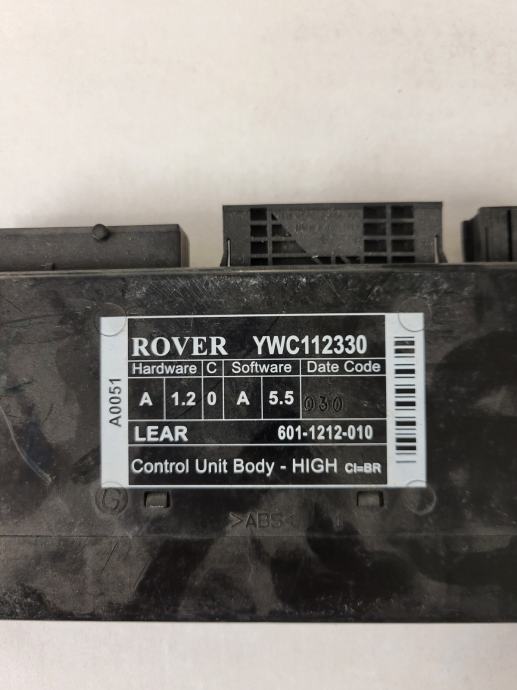 ROVER YWC112330
Hardware C Software Date Code
A 1.2 0 A 5.5 030
LEAR 601-1212-010
Control Unit Body - HIGH CI=BR
A0051
G
>ABS<